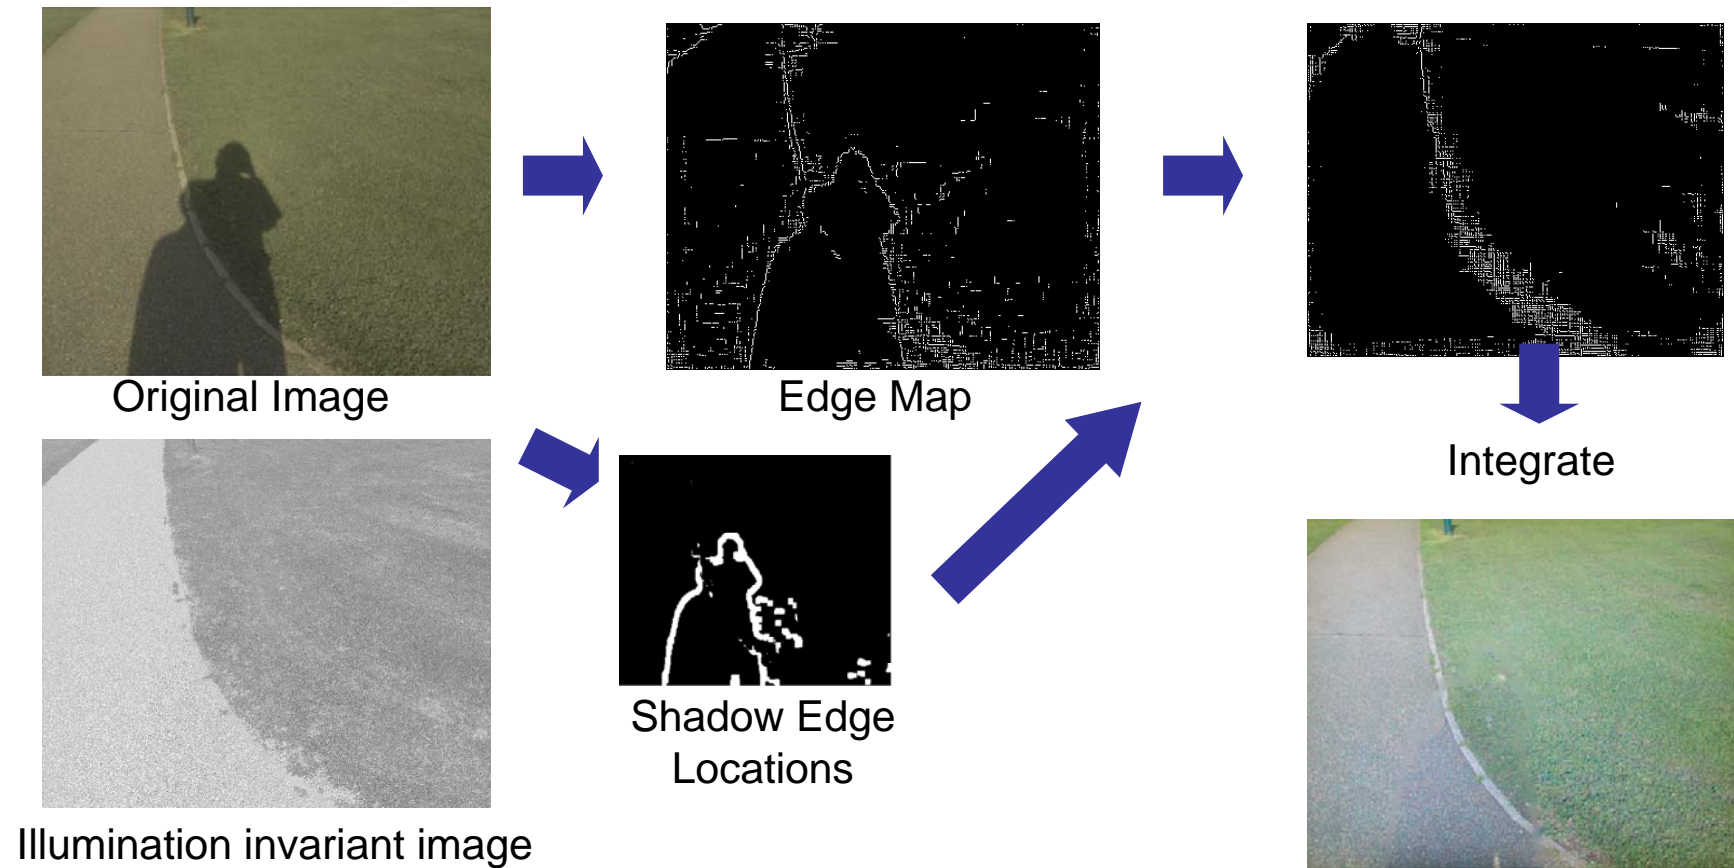 Original Image
Edge Map
Integrate
Shadow Edge
Locations
Illumination invariant image